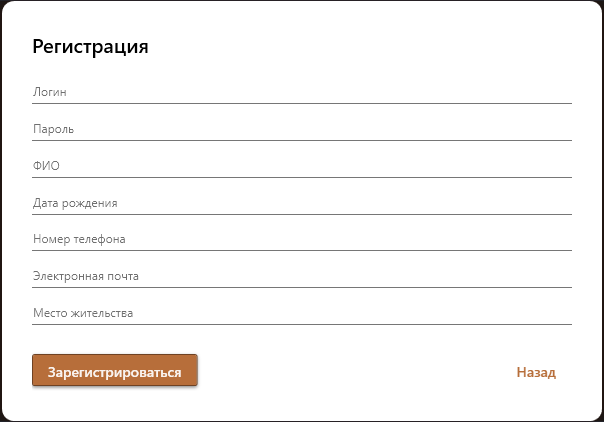 Регистрация
Логин
Пароль
ФИО
Дата рождения
Номер телефона
Электронная почта
Место жительства
Зарегистрироваться
Назад